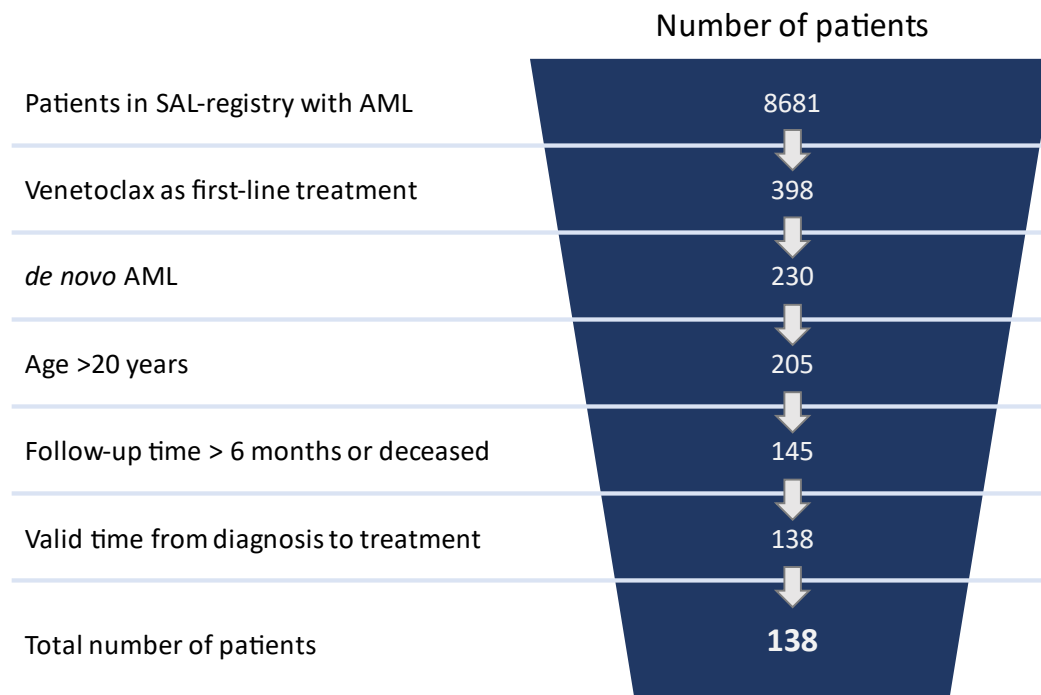 Number of patients
Patients in SAL-registry with AML 8681
Venetoclax as first-line treatment 398
de novo AML 230
Age >20 years 205
Follow-up time > 6 months or deceased 145
Valid time from diagnosis to treatment 138
Total number of patients 138